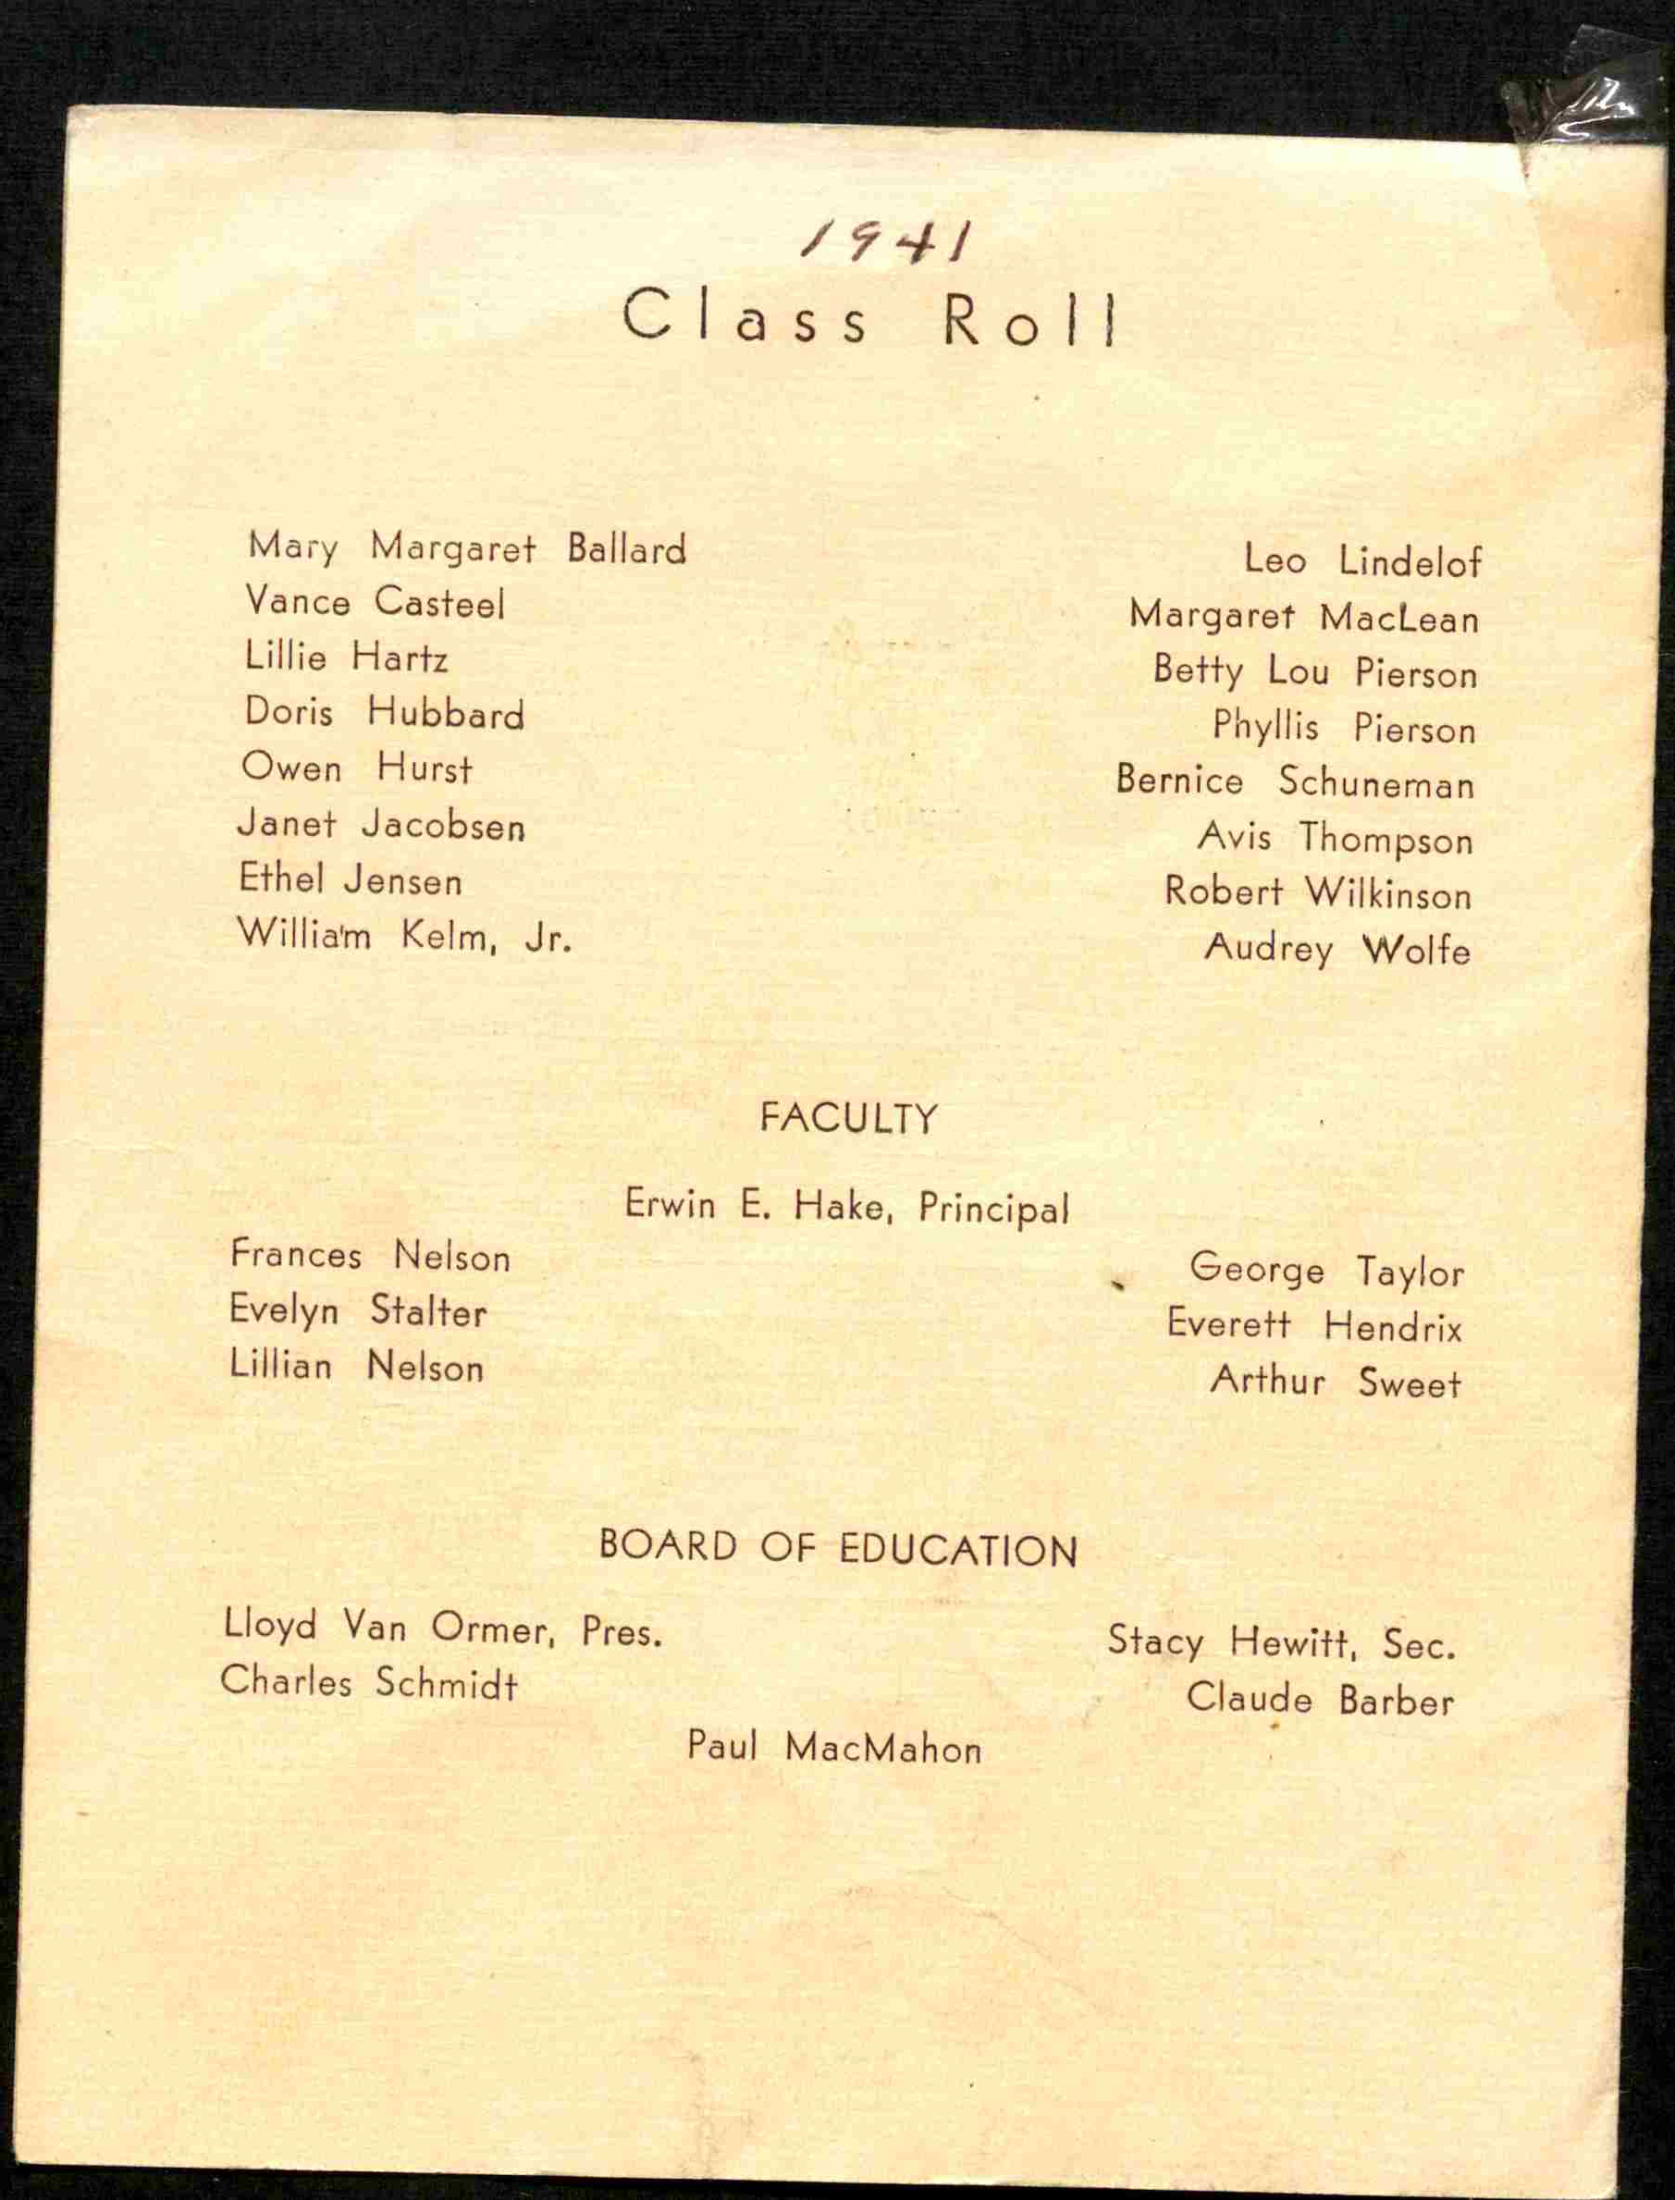 1941
Class Roll
Mary Margaret Ballard
Vance Casteel
Lillie Hartz
Doris Hubbard
Owen Hurst
Janet Jacobsen
Ethel Jensen
William Kelm, Jr.
Leo Lindelof
Margaret MacLean
Betty Lou Pierson
Phyllis Pierson
Bernice Schuneman
Avis Thompson
Robert Wilkinson
Audrey Wolfe
FACULTY
Erwin E. Hake, Principal
Frances Nelson
Evelyn Stalter
Lillian Nelson
George Taylor
Everett Hendrix
Arthur Sweet
BOARD OF EDUCATION
Lloyd Van Ormer, Pres.
Charles Schmidt
Stacy Hewitt, Sec.
Claude Barber
Paul MacMahon